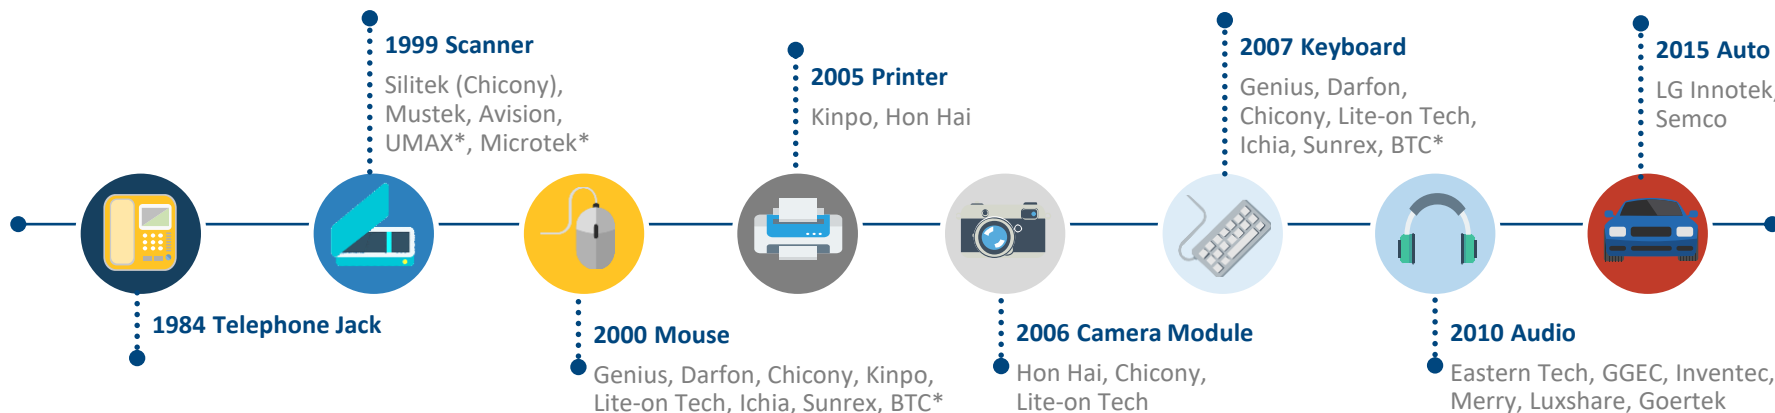 1984 Telephone Jack
1999 Scanner
Silitek (Chicony),
Mustek, Avision,
UMAX*, Microtek*
2000 Mouse
Genius, Darfon, Chicony, Kinpo,
Lite-on Tech, Ichia, Sunrex, BTC*
2005 Printer
Kinpo, Hon Hai
2006 Camera Module
Hon Hai, Chicony,
Lite-on Tech
2007 Keyboard
Genius, Darfon,
Chicony, Lite-on Tech,
Ichia, Sunrex, BTC*
2010 Audio
Eastern Tech, GGEC, Inventec,
Merry, Luxshare, Goertek
2015 Auto
LG Innotek,
Semco